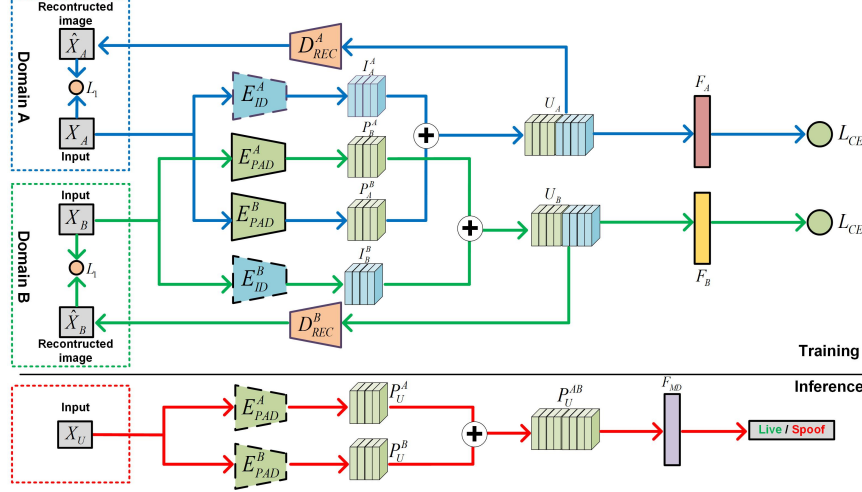 Reconstructed
image
Domain A
X̂_A
L_1
X_A
Input
D^A_REC
E^A_ID
I^A_A
E^A_PAD
P^A_B
E^B_PAD
P^B_A
E^B_ID
I^B_B
D^B_REC
+
+
U_A
U_B
F_A
F_B
L_CE
L_CE
Domain B
Input
X_B
L_1
X̂_B
Reconstructed
image
Training
Inference
Input
X_U
E^A_PAD
E^B_PAD
P^A_U
P^B_U
+
P^AB_U
F_MD
Live / Spoof